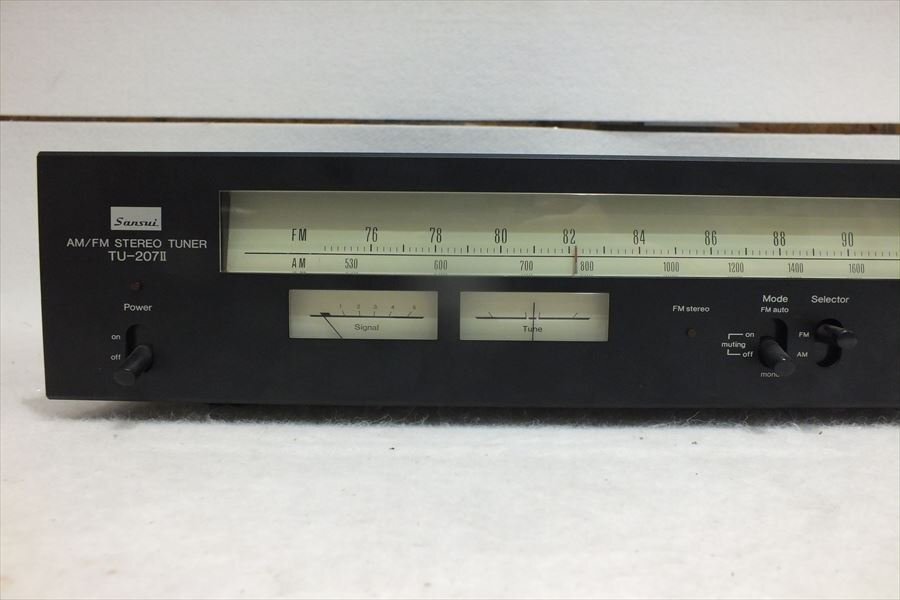 Sansui
AM/FM STEREO TUNER
TU-207II
FM 76 78 80 82 84 86 88 90
AM 530 600 700 800 1000 1200 1400 1600
Power
on
off
1 2 3 4 5
Signal
Tune
FM stereo
Mode
FM auto
on
muting
off
mono
Selector
FM
AM